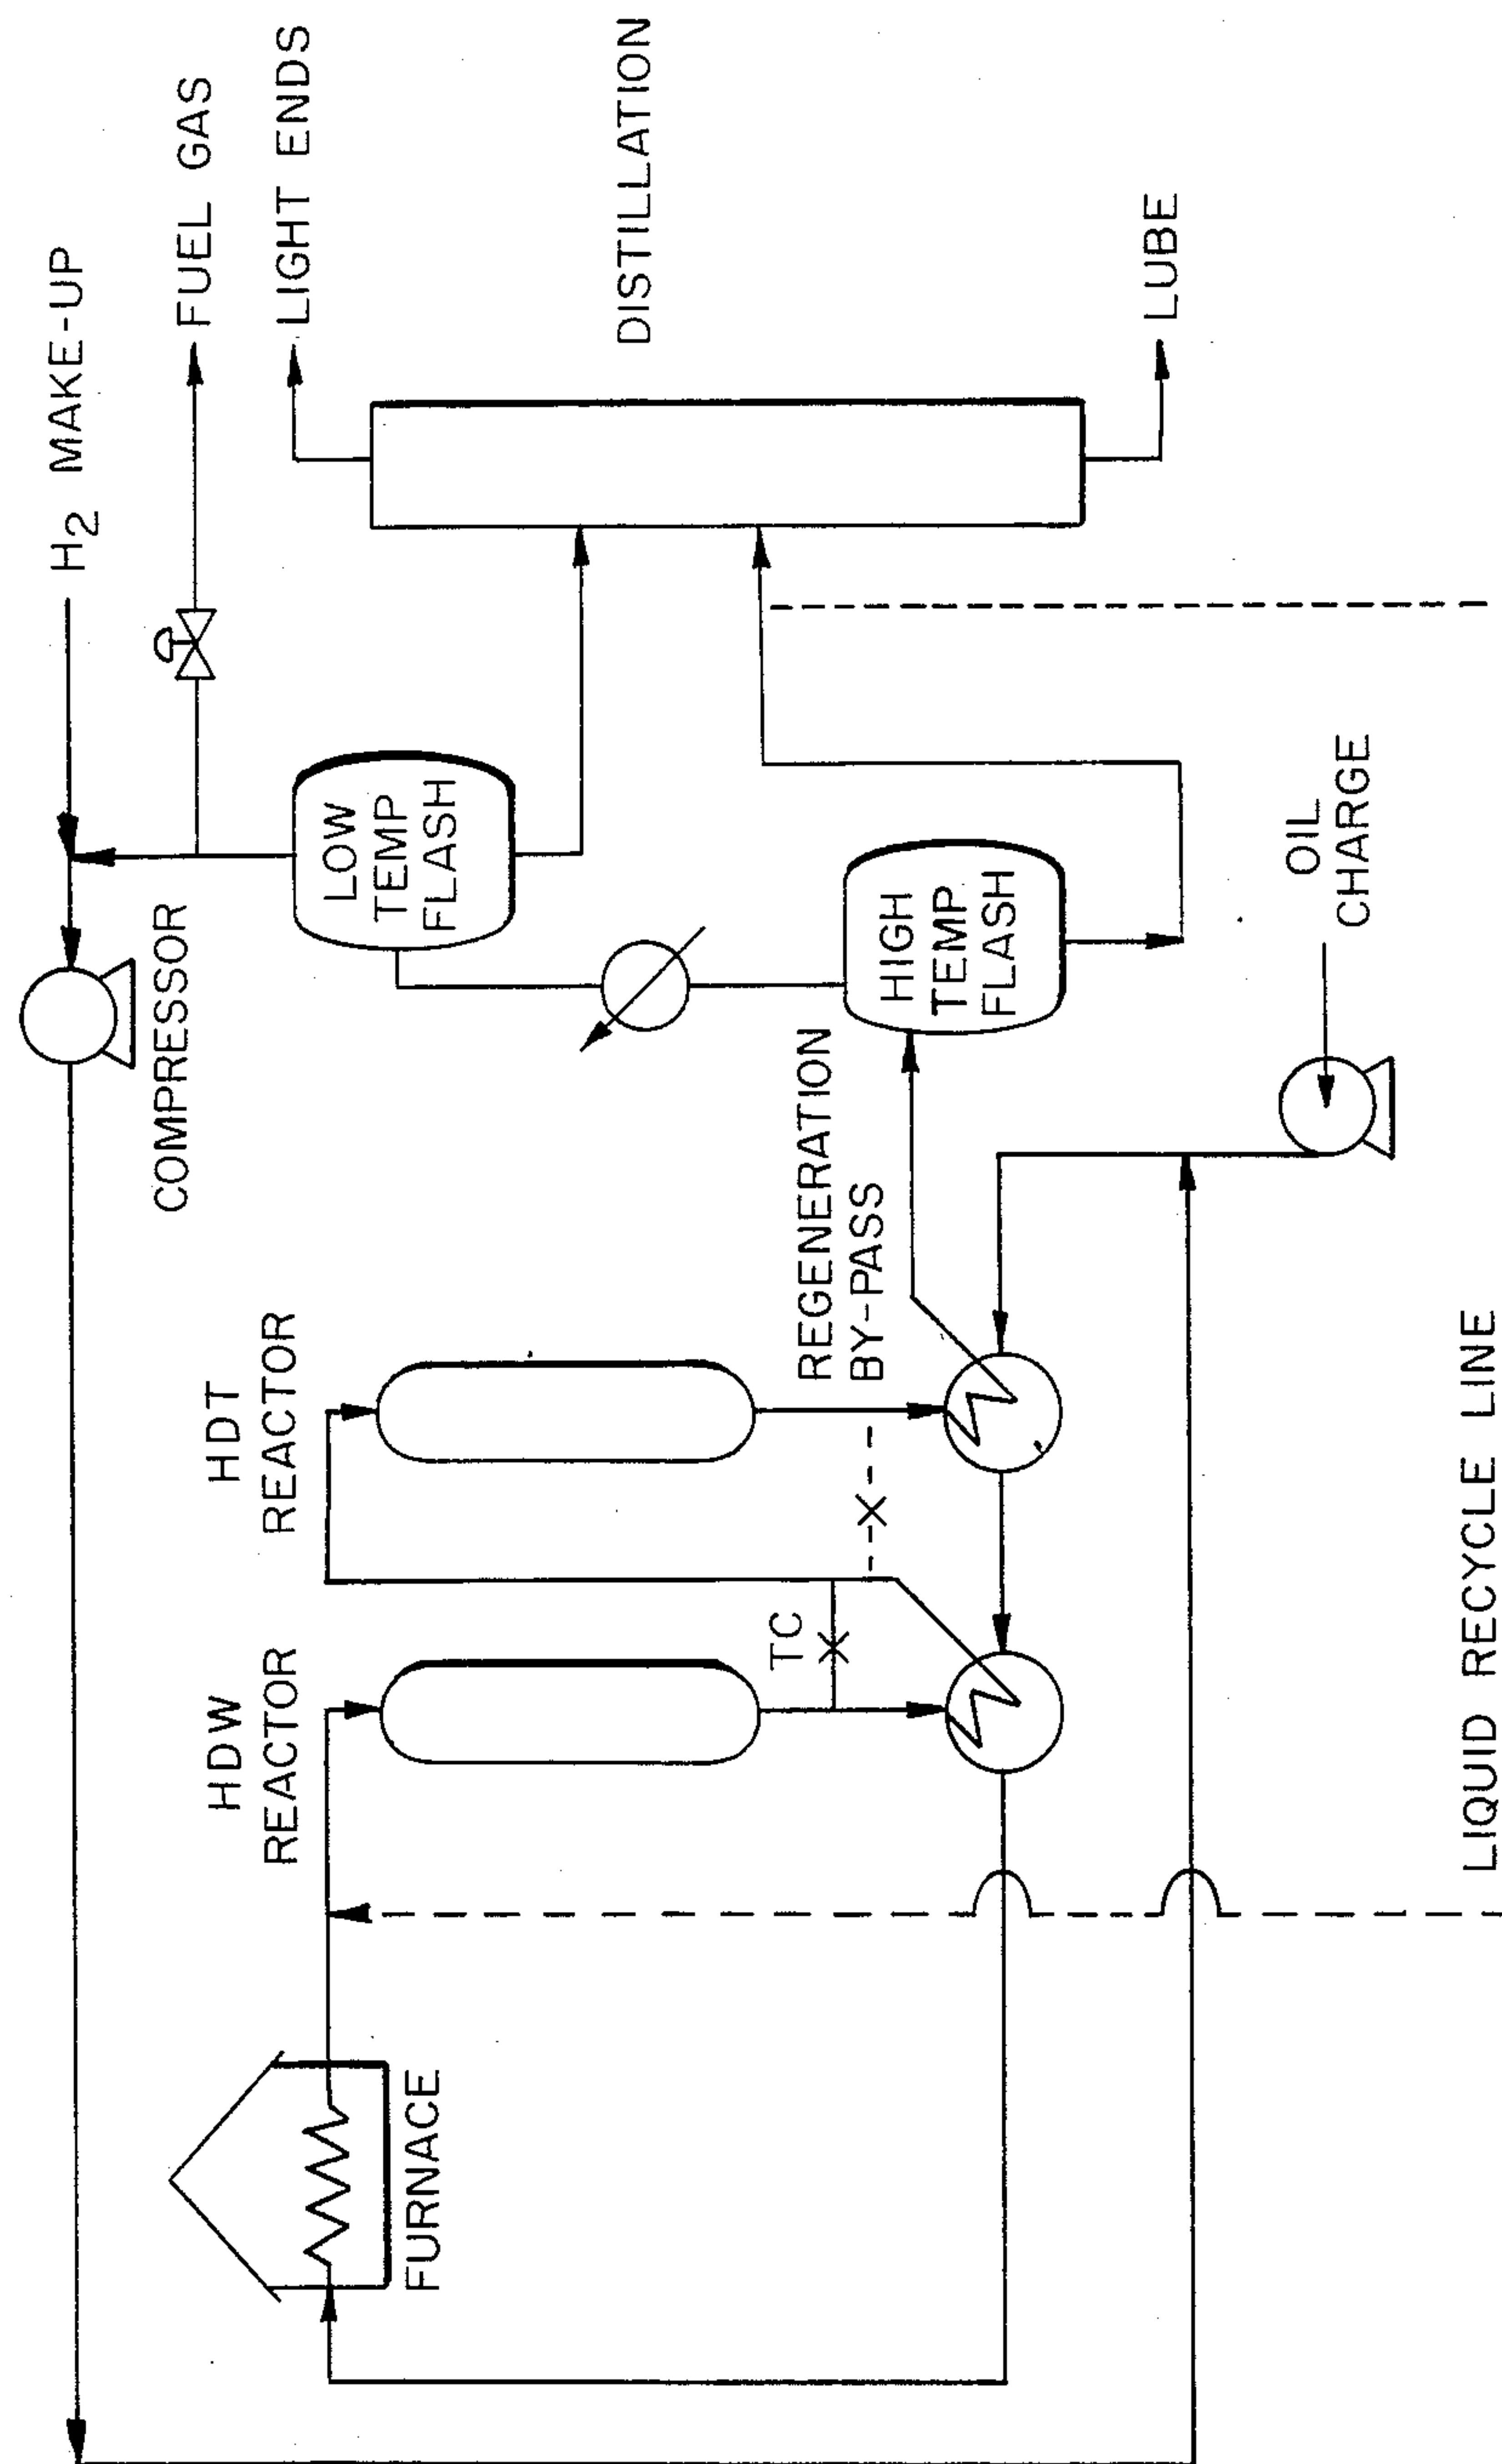 H2 MAKE-UP
FUEL GAS
LIGHT ENDS
COMPRESSOR
LOW
TEMP
FLASH
DISTILLATION
HDW
REACTOR
HDT
REACTOR
FURNACE
TC
REGENERATION
BY-PASS
HIGH
TEMP
FLASH
LUBE
OIL
CHARGE
LIQUID RECYCLE LINE